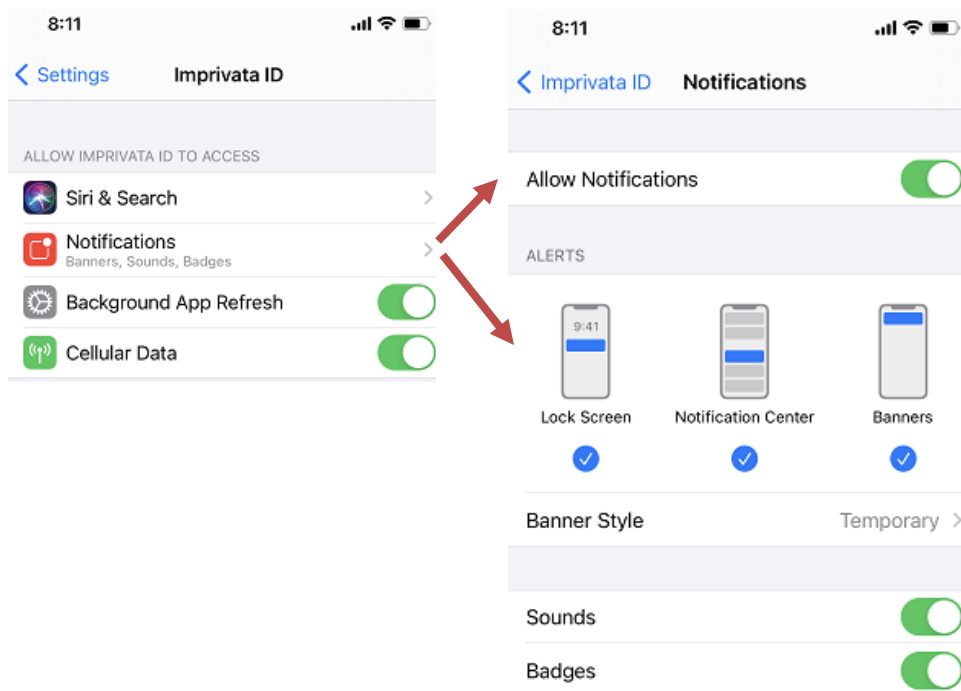 8:11
Settings Imprivata ID
ALLOW IMPRIVATA ID TO ACCESS
Siri & Search
Notifications
Banners, Sounds, Badges
Background App Refresh
Cellular Data
8:11
Imprivata ID Notifications
Allow Notifications
ALERTS
9:41
Lock Screen Notification Center Banners
Banner Style Temporary
Sounds
Badges